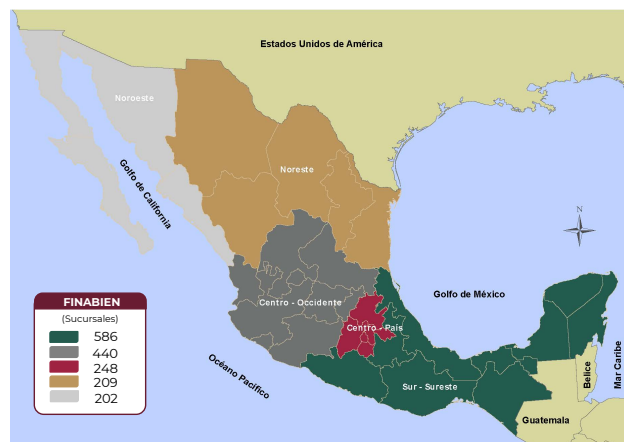 Estados Unidos de América
Noroeste
Golfo de California
Noreste
N
Golfo de México
Centro - Occidente
Centro - País
Océano Pacífico
Sur - Sureste
Guatemala
Belice
Mar Caribe
FINABIEN
(Sucursales)
586
440
248
209
202